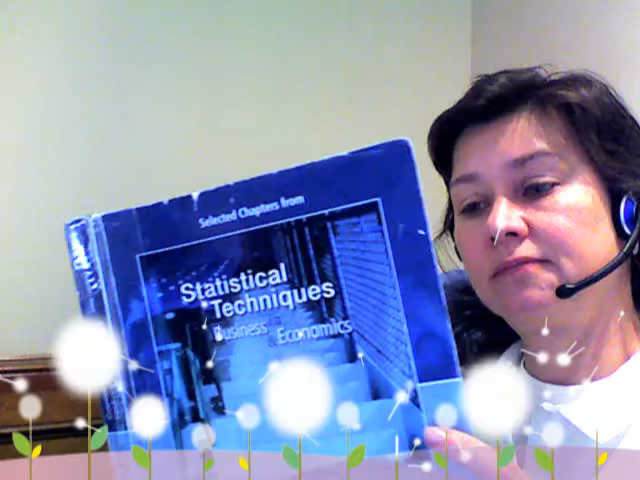 Selected Chapters from
Statistical
Techniques
Business & Economics